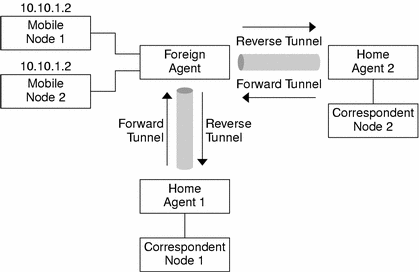 10.10.1.2
Mobile
Node 1
10.10.1.2
Mobile
Node 2
Foreign
Agent
Reverse Tunnel
Forward Tunnel
Home
Agent 2
Correspondent
Node 2
Forward
Tunnel
Reverse
Tunnel
Home
Agent 1
Correspondent
Node 1